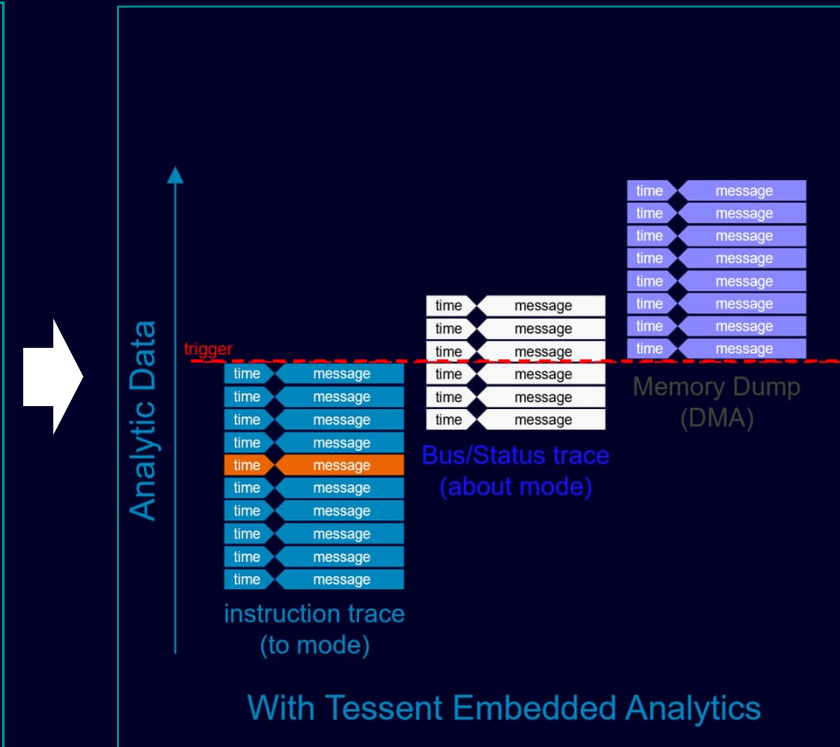 time message
time message
time message
time message
time message
time message
time message
time message
time message
time message
time message
trigger
time message
time message
time message
time message
time message
time message
time message
time message
time message
time message
time message
time message
time message
Memory Dump
(DMA)
Bus/Status trace
(about mode)
instruction trace
(to mode)
Analytic Data
With Tessent Embedded Analytics